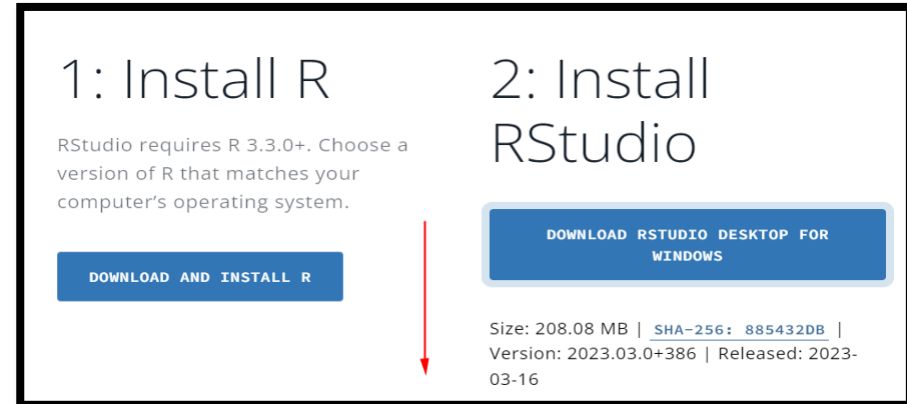 1: Install R
RStudio requires R 3.3.0+. Choose a
version of R that matches your
computer’s operating system.
DOWNLOAD AND INSTALL R
2: Install
RStudio
DOWNLOAD RSTUDIO DESKTOP FOR
WINDOWS
Size: 208.08 MB | SHA-256: 885432DB |
Version: 2023.03.0+386 | Released: 2023-
03-16